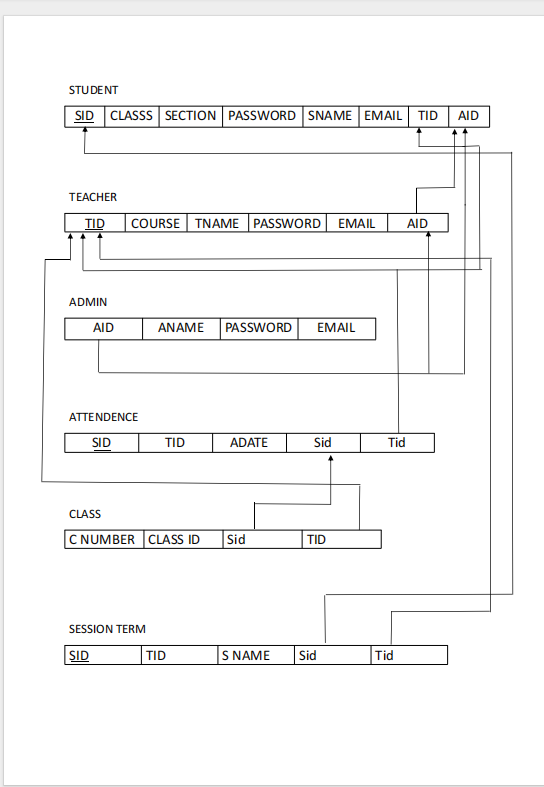 STUDENT
SID CLASSS SECTION PASSWORD SNAME EMAIL TID AID
TEACHER
TID COURSE TNAME PASSWORD EMAIL AID
ADMIN
AID ANAME PASSWORD EMAIL
ATTENDENCE
SID TID ADATE Sid Tid
CLASS
C NUMBER CLASS ID Sid TID
SESSION TERM
SID TID S NAME Sid Tid